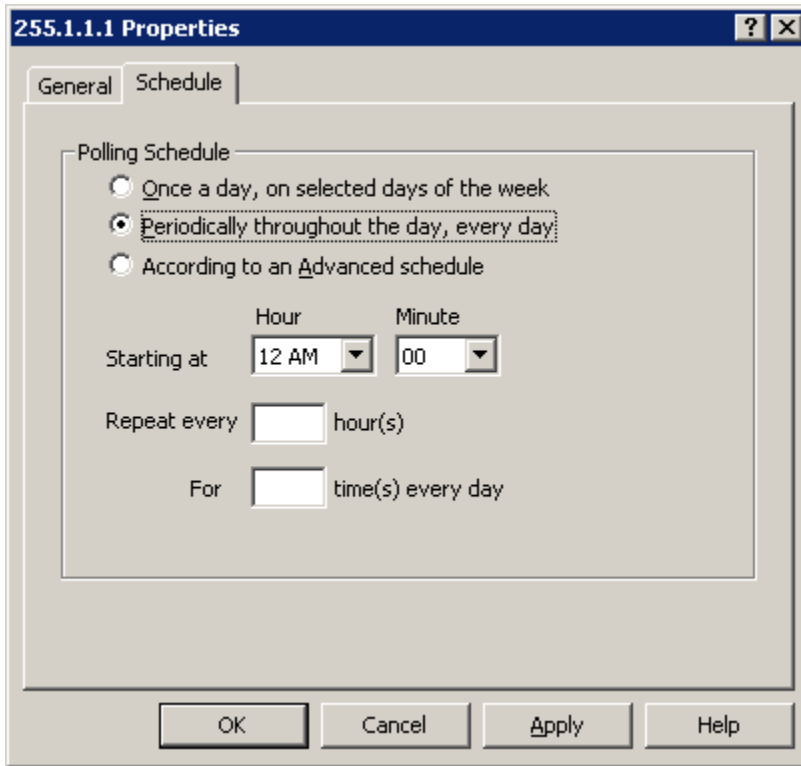 255.1.1.1 Properties
General Schedule
Polling Schedule
Once a day, on selected days of the week
Periodically throughout the day, every day
According to an Advanced schedule
Hour Minute
Starting at 12 AM 00
Repeat every hour(s)
For time(s) every day
OK Cancel Apply Help